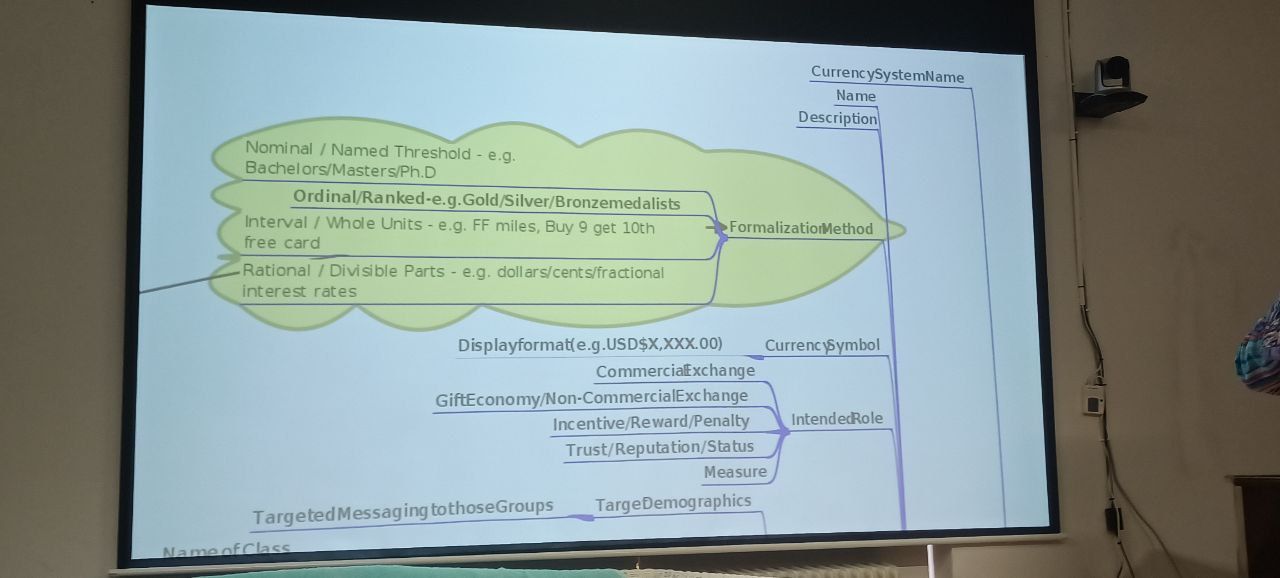 CurrencySystemName
Name
Description
Nominal / Named Threshold - e.g.
Bachelors/Masters/Ph.D
Ordinal/Ranked-e.g.Gold/Silver/Bronzemedalists
Interval / Whole Units - e.g. FF miles, Buy 9 get 10th
free card
Rational / Divisible Parts - e.g. dollars/cents/fractional
interest rates
FormalizationMethod
Displayformat(e.g.USD$X,XXX.00)
CurrencySymbol
CommercialExchange
GiftEconomy/Non-CommercialExchange
Incentive/Reward/Penalty
Trust/Reputation/Status
Measure
IntendedRole
TargetedMessagingtothoseGroups
TargeDemographics
NameofClass